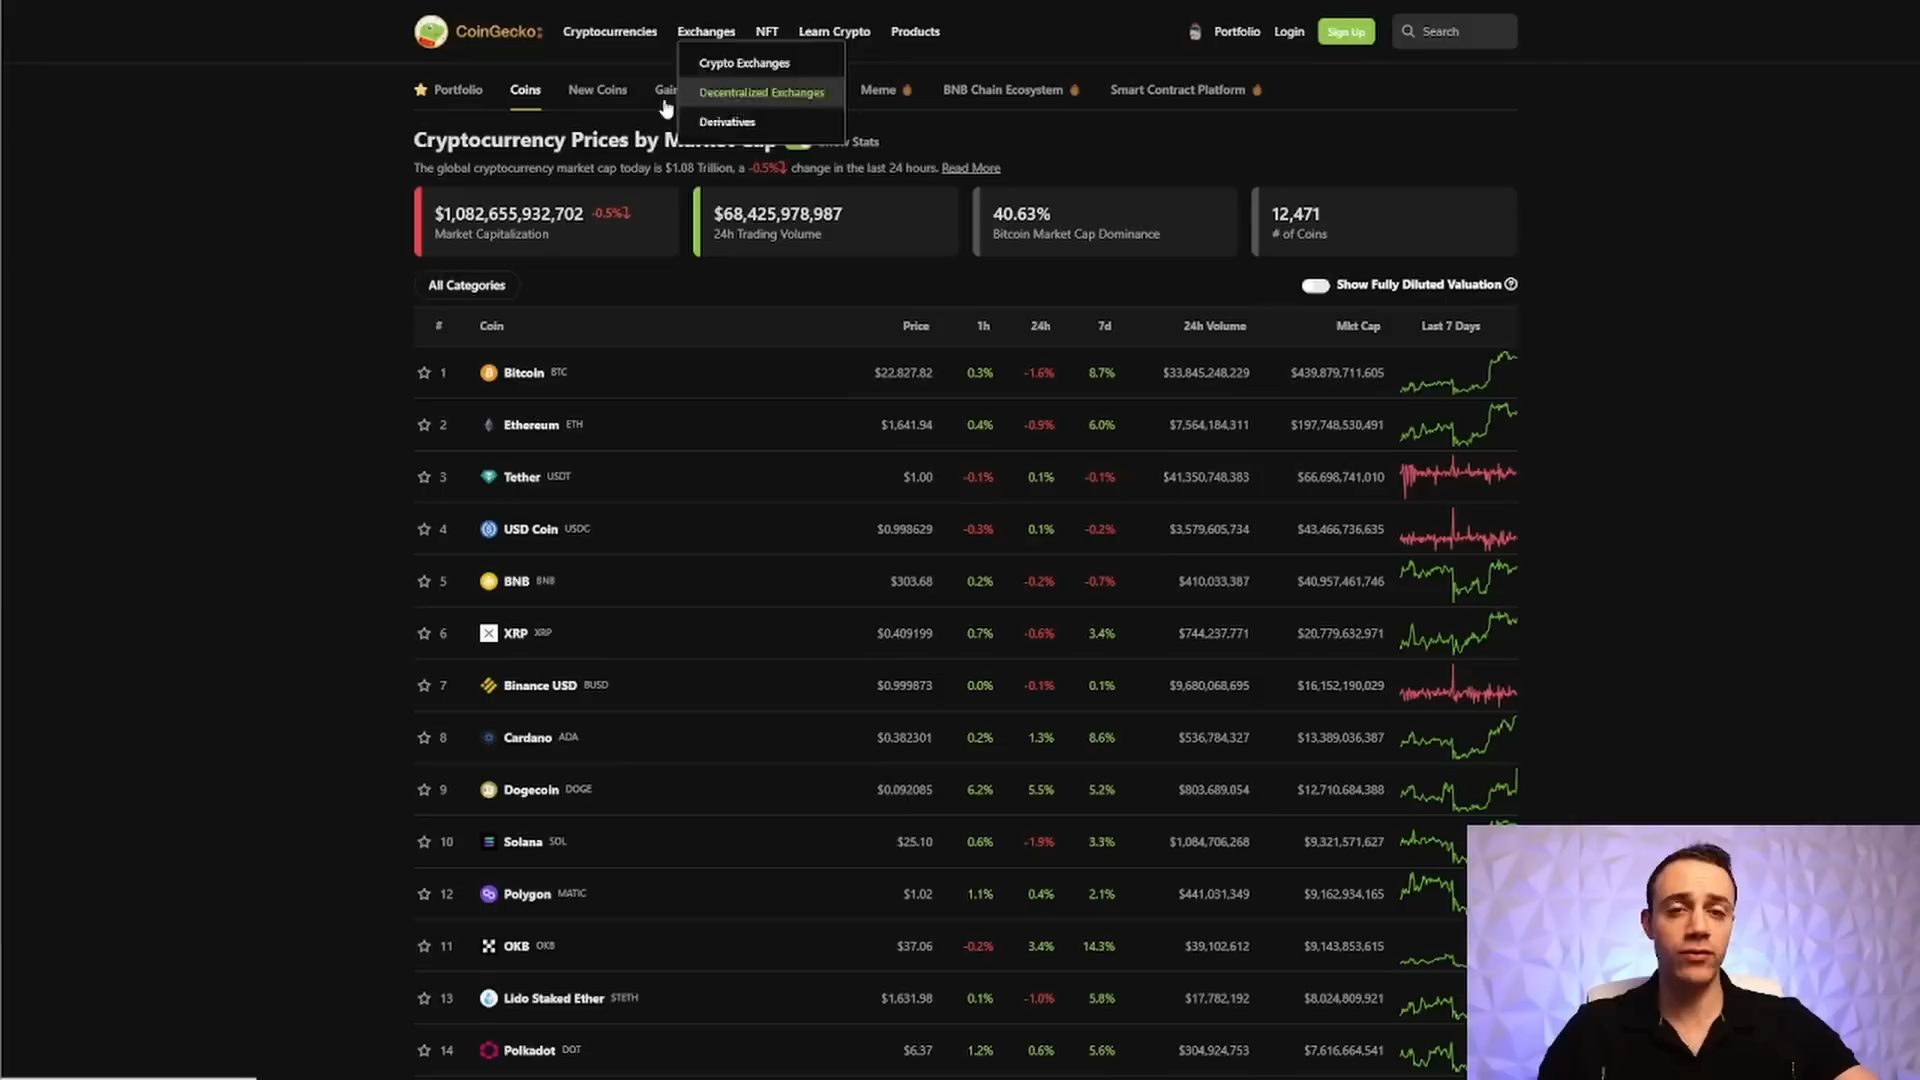 CoinGecko Cryptocurrencies Exchanges NFT Learn Crypto Products Portfolio Login Sign Up Search
Crypto Exchanges
Portfolio Coins New Coins Decentralized Exchanges Meme BNB Chain Ecosystem Smart Contract Platform
Derivatives
Cryptocurrency Prices by Stats
The global cryptocurrency market cap today is $1.08 Trillion, a -0.5% change in the last 24 hours. Read More
$1,082,655,932,702 -0.5% $68,425,978,987 40.63% 12,471
Market Capitalization 24h Trading Volume Bitcoin Market Cap Dominance # of Coins
All Categories Show Fully Diluted Valuation
# Coin Price 1h 24h 7d 24h Volume Mkt Cap Last 7 Days
1 Bitcoin BTC $22,827.82 0.3% -1.6% 8.7% $33,845,248,229 $439,879,711,605
2 Ethereum ETH $1,641.94 0.4% -0.9% 6.0% $7,564,184,311 $197,748,530,491
3 Tether USDT $1.00 -0.1% 0.1% -0.1% $41,350,748,383 $66,698,741,010
4 USD Coin USDC $0.998629 -0.3% 0.1% -0.2% $3,579,605,734 $43,466,736,635
5 BNB BNB $303.68 0.2% -0.2% -0.7% $410,033,387 $40,957,461,746
6 XRP XRP $0.409199 0.7% -0.6% 3.4% $744,237,771 $20,779,632,971
7 Binance USD BUSD $0.999873 0.0% -0.1% 0.1% $9,680,068,695 $16,152,190,029
8 Cardano ADA $0.382301 0.2% 1.3% 8.6% $536,784,327 $13,389,036,387
9 Dogecoin DOGE $0.092085 6.2% 5.5% 5.2% $803,689,054 $12,710,684,388
10 Solana SOL $25.10 0.6% -1.9% 3.3% $1,084,706,268 $9,321,571,627
12 Polygon MATIC $1.02 1.1% 0.4% 2.1% $441,031,349 $9,162,934,165
11 OKB OKB $37.06 -0.2% 3.4% 14.3% $39,102,612 $9,143,853,615
13 Lido Staked Ether STETH $1,631.98 0.1% -1.0% 5.8% $17,782,192 $8,024,809,921
14 Polkadot DOT $6.37 1.2% 0.6% 5.6% $304,924,753 $7,616,664,541